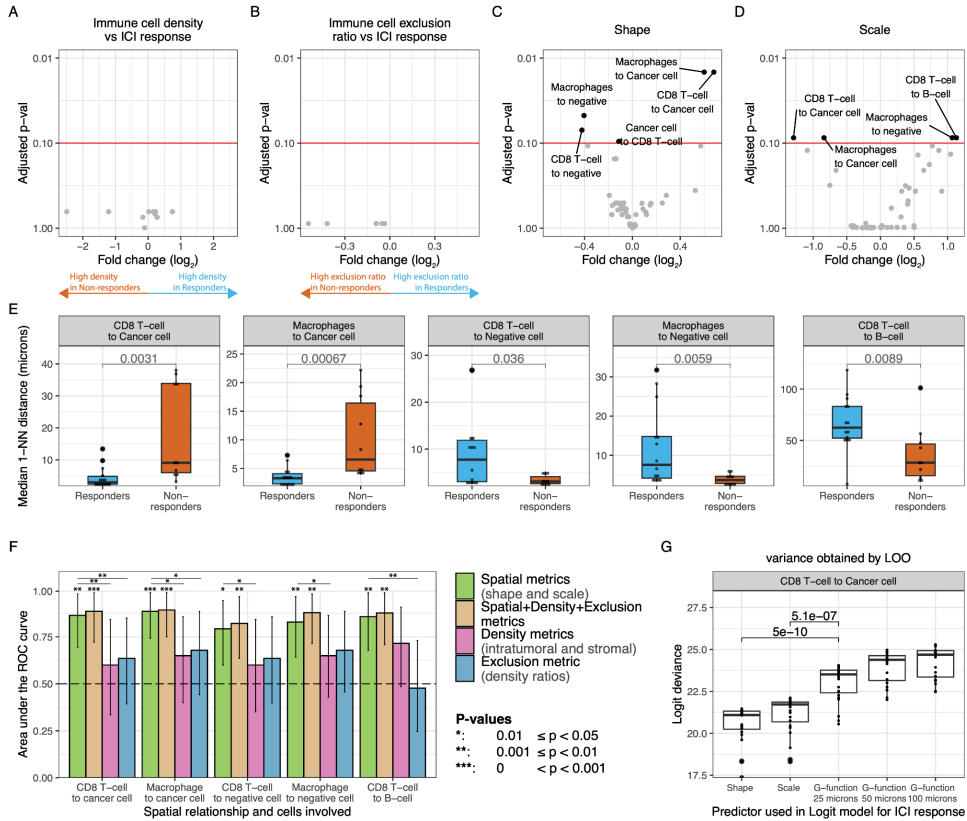 A
Immune cell density
vs ICI response
Adjusted p-val
0.01
0.10
1.00
−2
−1
0
1
2
Fold change (log2)
High density
in Non-responders
High density
in Responders
B
Immune cell exclusion
ratio vs ICI response
Adjusted p-val
0.01
0.10
1.00
−0.3
0.0
0.3
Fold change (log2)
High exclusion ratio
in Non-responders
High exclusion ratio
in Responders
C
Shape
Adjusted p-val
0.01
0.10
1.00
Macrophages
to Cancer cell
Macrophages
to negative
CD8 T−cell
to Cancer cell
Cancer cell
to CD8 T−cell
CD8 T−cell
to negative
−0.4
0.0
0.4
Fold change (log2)
D
Scale
Adjusted p-val
0.01
0.10
1.00
CD8 T−cell
to B−cell
CD8 T−cell
to Cancer cell
Macrophages
to negative
Macrophages
to Cancer cell
−1.0
−0.5
0.0
0.5
1.0
Fold change (log2)
E
Median 1−NN distance (microns)
CD8 T−cell
to Cancer cell
0.0031
40
30
20
10
Responders
Non−
responders
Macrophages
to Cancer cell
0.00067
25
20
15
10
5
Responders
Non−
responders
CD8 T−cell
to Negative cell
0.036
30
20
10
Responders
Non−
responders
Macrophages
to Negative cell
0.0059
30
20
10
Responders
Non−
responders
CD8 T−cell
to B−cell
0.0089
100
50
Responders
Non−
responders
F
Area under the ROC curve
1.00
0.75
0.50
0.25
0.00
**
**
** ***
*
*
*** ***
*
* **
*
** **
**
** **
CD8 T−cell
to cancer cell
Macrophage
to cancer cell
CD8 T−cell
to negative cell
Macrophage
to negative cell
CD8 T−cell
to B−cell
Spatial relationship and cells involved
Spatial metrics
(shape and scale)
Spatial+Density+Exclusion
metrics
Density metrics
(intratumoral and stromal)
Exclusion metric
(density ratios)
P-values
*: 0.01 ≤ p < 0.05
**: 0.001 ≤ p < 0.01
***: 0 < p < 0.001
G
variance obtained by LOO
CD8 T−cell to Cancer cell
Logit deviance
27.5
25.0
22.5
20.0
17.5
5.1e−07
5e−10
Shape
Scale
G−function
25 microns
G−function
50 microns
G−function
100 microns
Predictor used in Logit model for ICI response